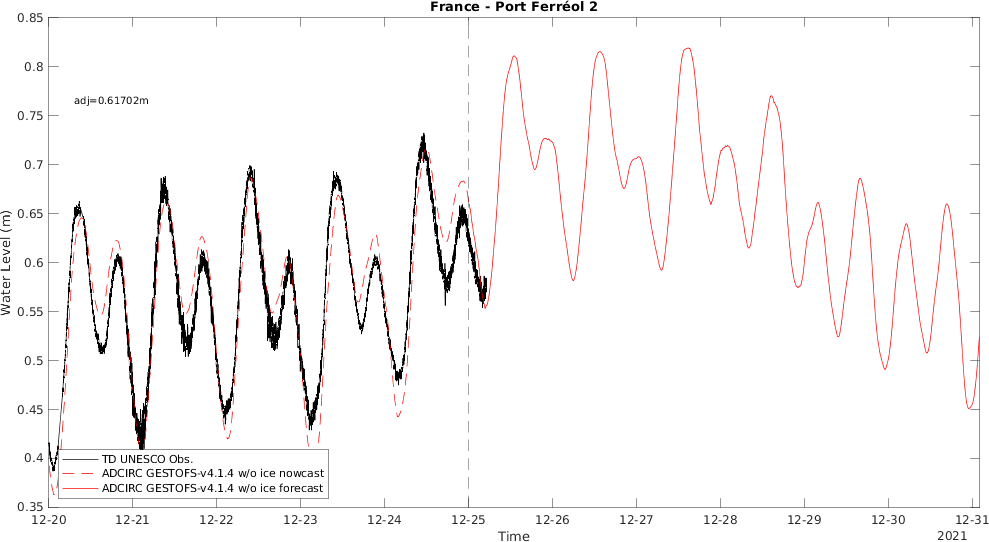 France - Port Ferréol 2
0.85
0.8
0.75
0.7
0.65
0.6
0.55
0.5
0.45
0.4
0.35
Water Level (m)
adj=0.61702m
TD UNESCO Obs.
ADCIRC GESTOFS-v4.1.4 w/o ice nowcast
ADCIRC GESTOFS-v4.1.4 w/o ice forecast
12-20 12-21 12-22 12-23 12-24 12-25 12-26 12-27 12-28 12-29 12-30 12-31
Time
2021